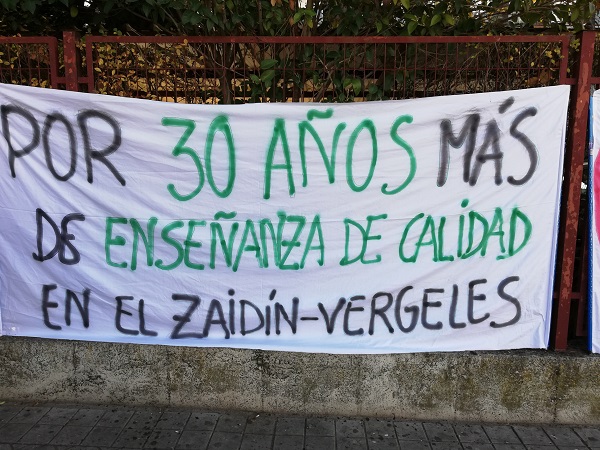 POR 30 AÑOS MÁS
DE ENSEÑANZA DE CALIDAD
EN EL ZAIDÍN-VERGELES